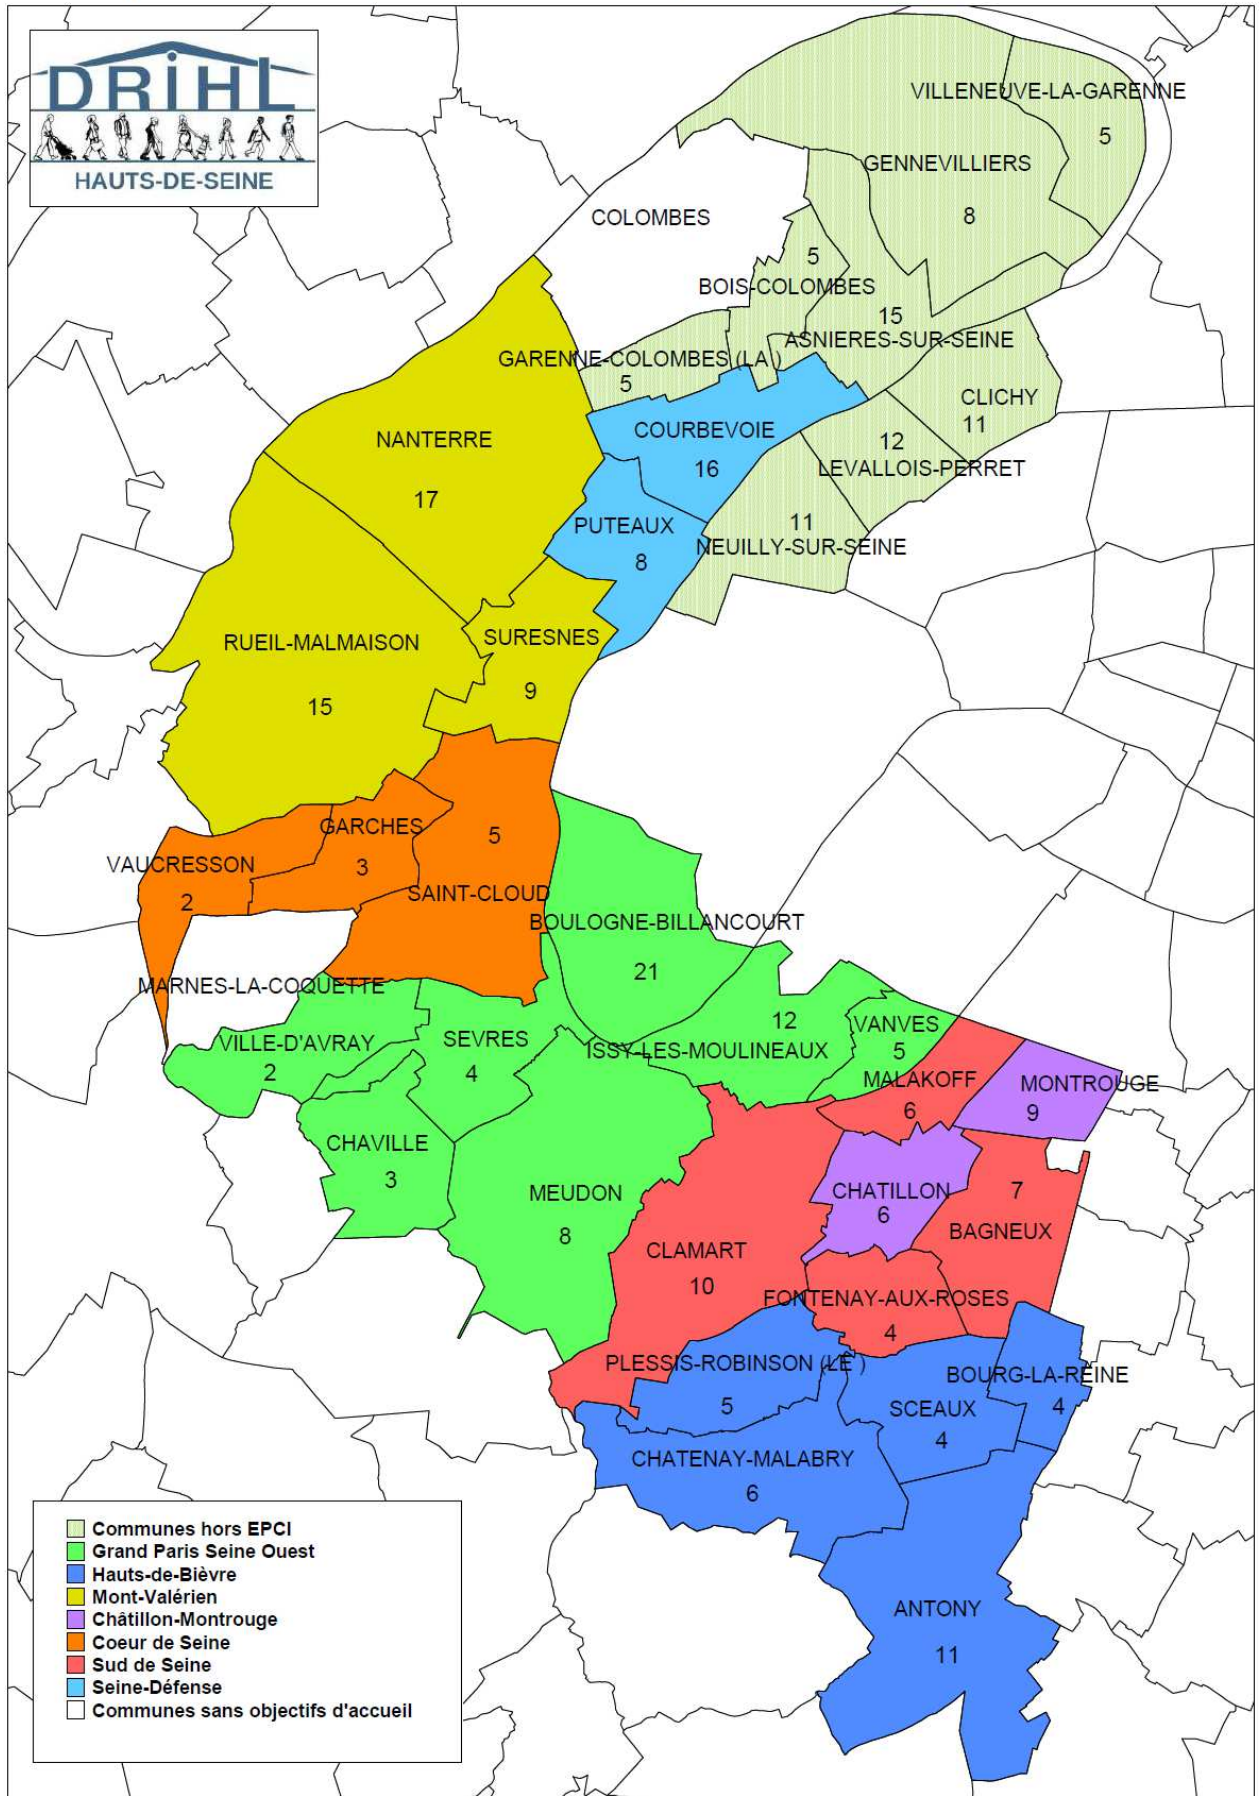 DRiHL
HAUTS-DE-SEINE
VILLENEUVE-LA-GARENNE
5
GENNEVILLIERS
8
COLOMBES
5
BOIS-COLOMBES
15
ASNIERES-SUR-SEINE
GARENNE-COLOMBES (LA )
5
CLICHY
11
COURBEVOIE
16
12
LEVALLOIS-PERRET
NANTERRE
17
PUTEAUX
8
11
NEUILLY-SUR-SEINE
RUEIL-MALMAISON
15
SURESNES
9
GARCHES
3
5
SAINT-CLOUD
VAUCRESSON
2
BOULOGNE-BILLANCOURT
21
MARNES-LA-COQUETTE
VILLE-D'AVRAY
2
SEVRES
4
12
ISSY-LES-MOULINEAUX
VANVES
5
MALAKOFF
6
MONTROUGE
9
CHAVILLE
3
MEUDON
8
CHATILLON
6
7
BAGNEUX
CLAMART
10
FONTENAY-AUX-ROSES
4
PLESSIS-ROBINSON (LE )
5
BOURG-LA-REINE
4
SCEAUX
4
CHATENAY-MALABRY
6
ANTONY
11
Communes hors EPCI
Grand Paris Seine Ouest
Hauts-de-Bièvre
Mont-Valérien
Châtillon-Montrouge
Coeur de Seine
Sud de Seine
Seine-Défense
Communes sans objectifs d'accueil